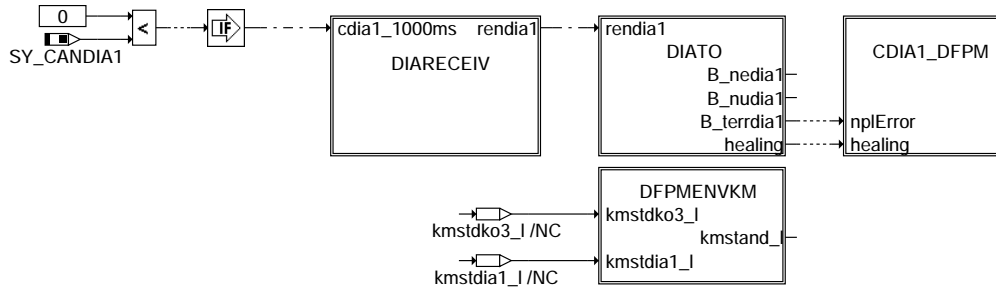 0
<
IF
SY_CANDIA1
cdia1_1000ms rendia1
DIARECEIV
rendia1
DIATO
B_nedia1
B_nudia1
B_terrdia1
healing
CDIA1_DFPM
nplError
healing
DFPMENVKM
kmstdko3_l /NC
kmstdko3_l
kmstand_l
kmstdia1_l /NC
kmstdia1_l